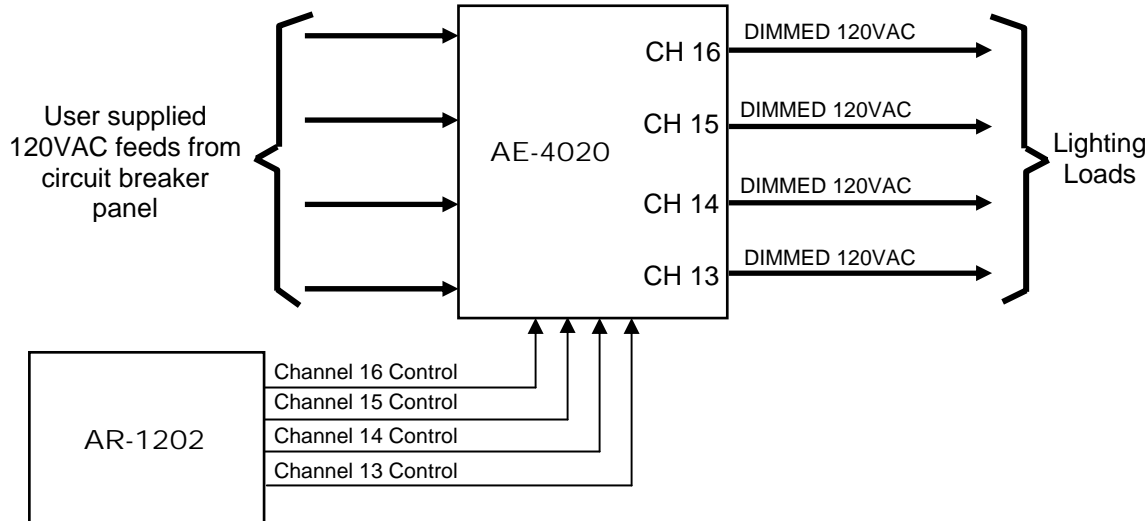 User supplied
120VAC feeds from
circuit breaker
panel
AE-4020
CH 16
DIMMED 120VAC
CH 15
DIMMED 120VAC
CH 14
DIMMED 120VAC
CH 13
DIMMED 120VAC
Lighting
Loads
AR-1202
Channel 16 Control
Channel 15 Control
Channel 14 Control
Channel 13 Control